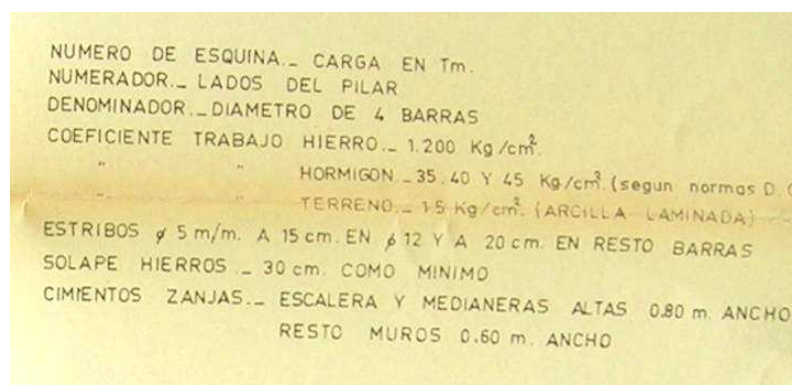 NUMERO DE ESQUINA._ CARGA EN Tm.
NUMERADOR._ LADOS DEL PILAR
DENOMINADOR._ DIAMETRO DE 4 BARRAS
COEFICIENTE TRABAJO HIERRO._ 1.200 Kg/cm².
" " HORMIGON._ 35.40 Y 45 Kg/cm². (segun normas D.
" " TERRENO._ 1.5 Kg/cm². (ARCILLA LAMINADA)
ESTRIBOS ø 5 m/m. A 15 cm. EN ø 12 Y A 20 cm. EN RESTO BARRAS
SOLAPE HIERROS._ 30 cm. COMO MINIMO
CIMIENTOS ZANJAS._ ESCALERA Y MEDIANERAS ALTAS 0.80 m. ANCHO
RESTO MUROS 0.60 m. ANCHO